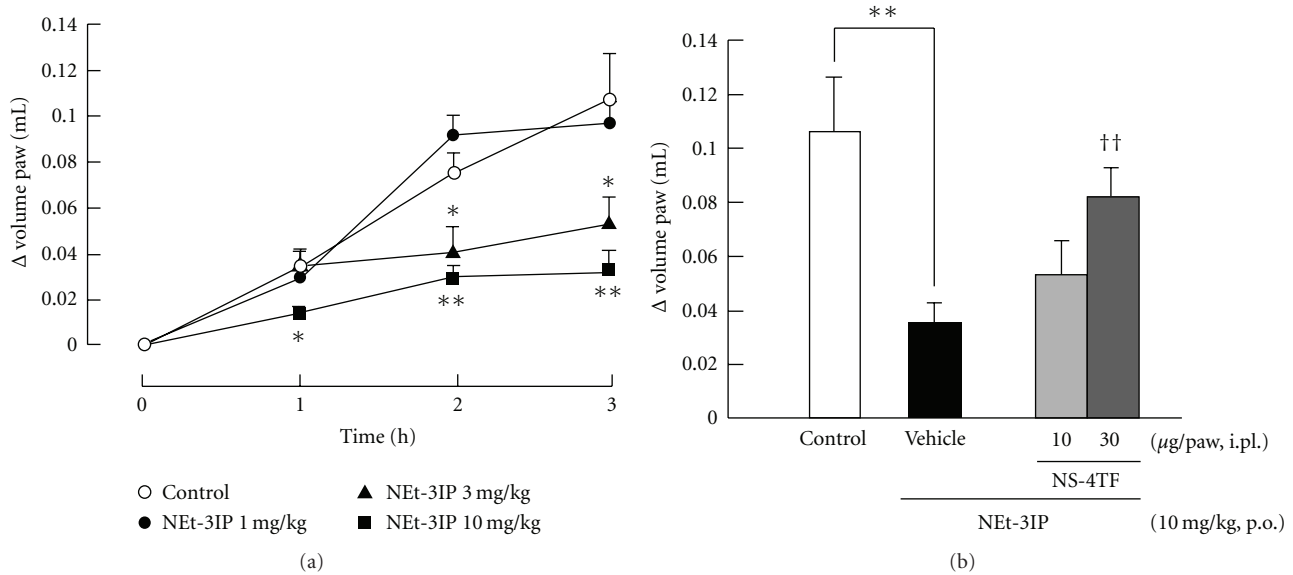 0.14
0.12
0.1
0.08
0.06
0.04
0.02
0
Δ volume paw (mL)
*
**
*
*
**
0 1 2 3
Time (h)
Control
NEt-3IP 1 mg/kg
NEt-3IP 3 mg/kg
NEt-3IP 10 mg/kg
(a)
**
0.14
0.12
0.1
0.08
0.06
0.04
0.02
0
Δ volume paw (mL)
††
Control Vehicle 10 30 (µg/paw, i.pl.)
NS-4TF
NEt-3IP (10 mg/kg, p.o.)
(b)